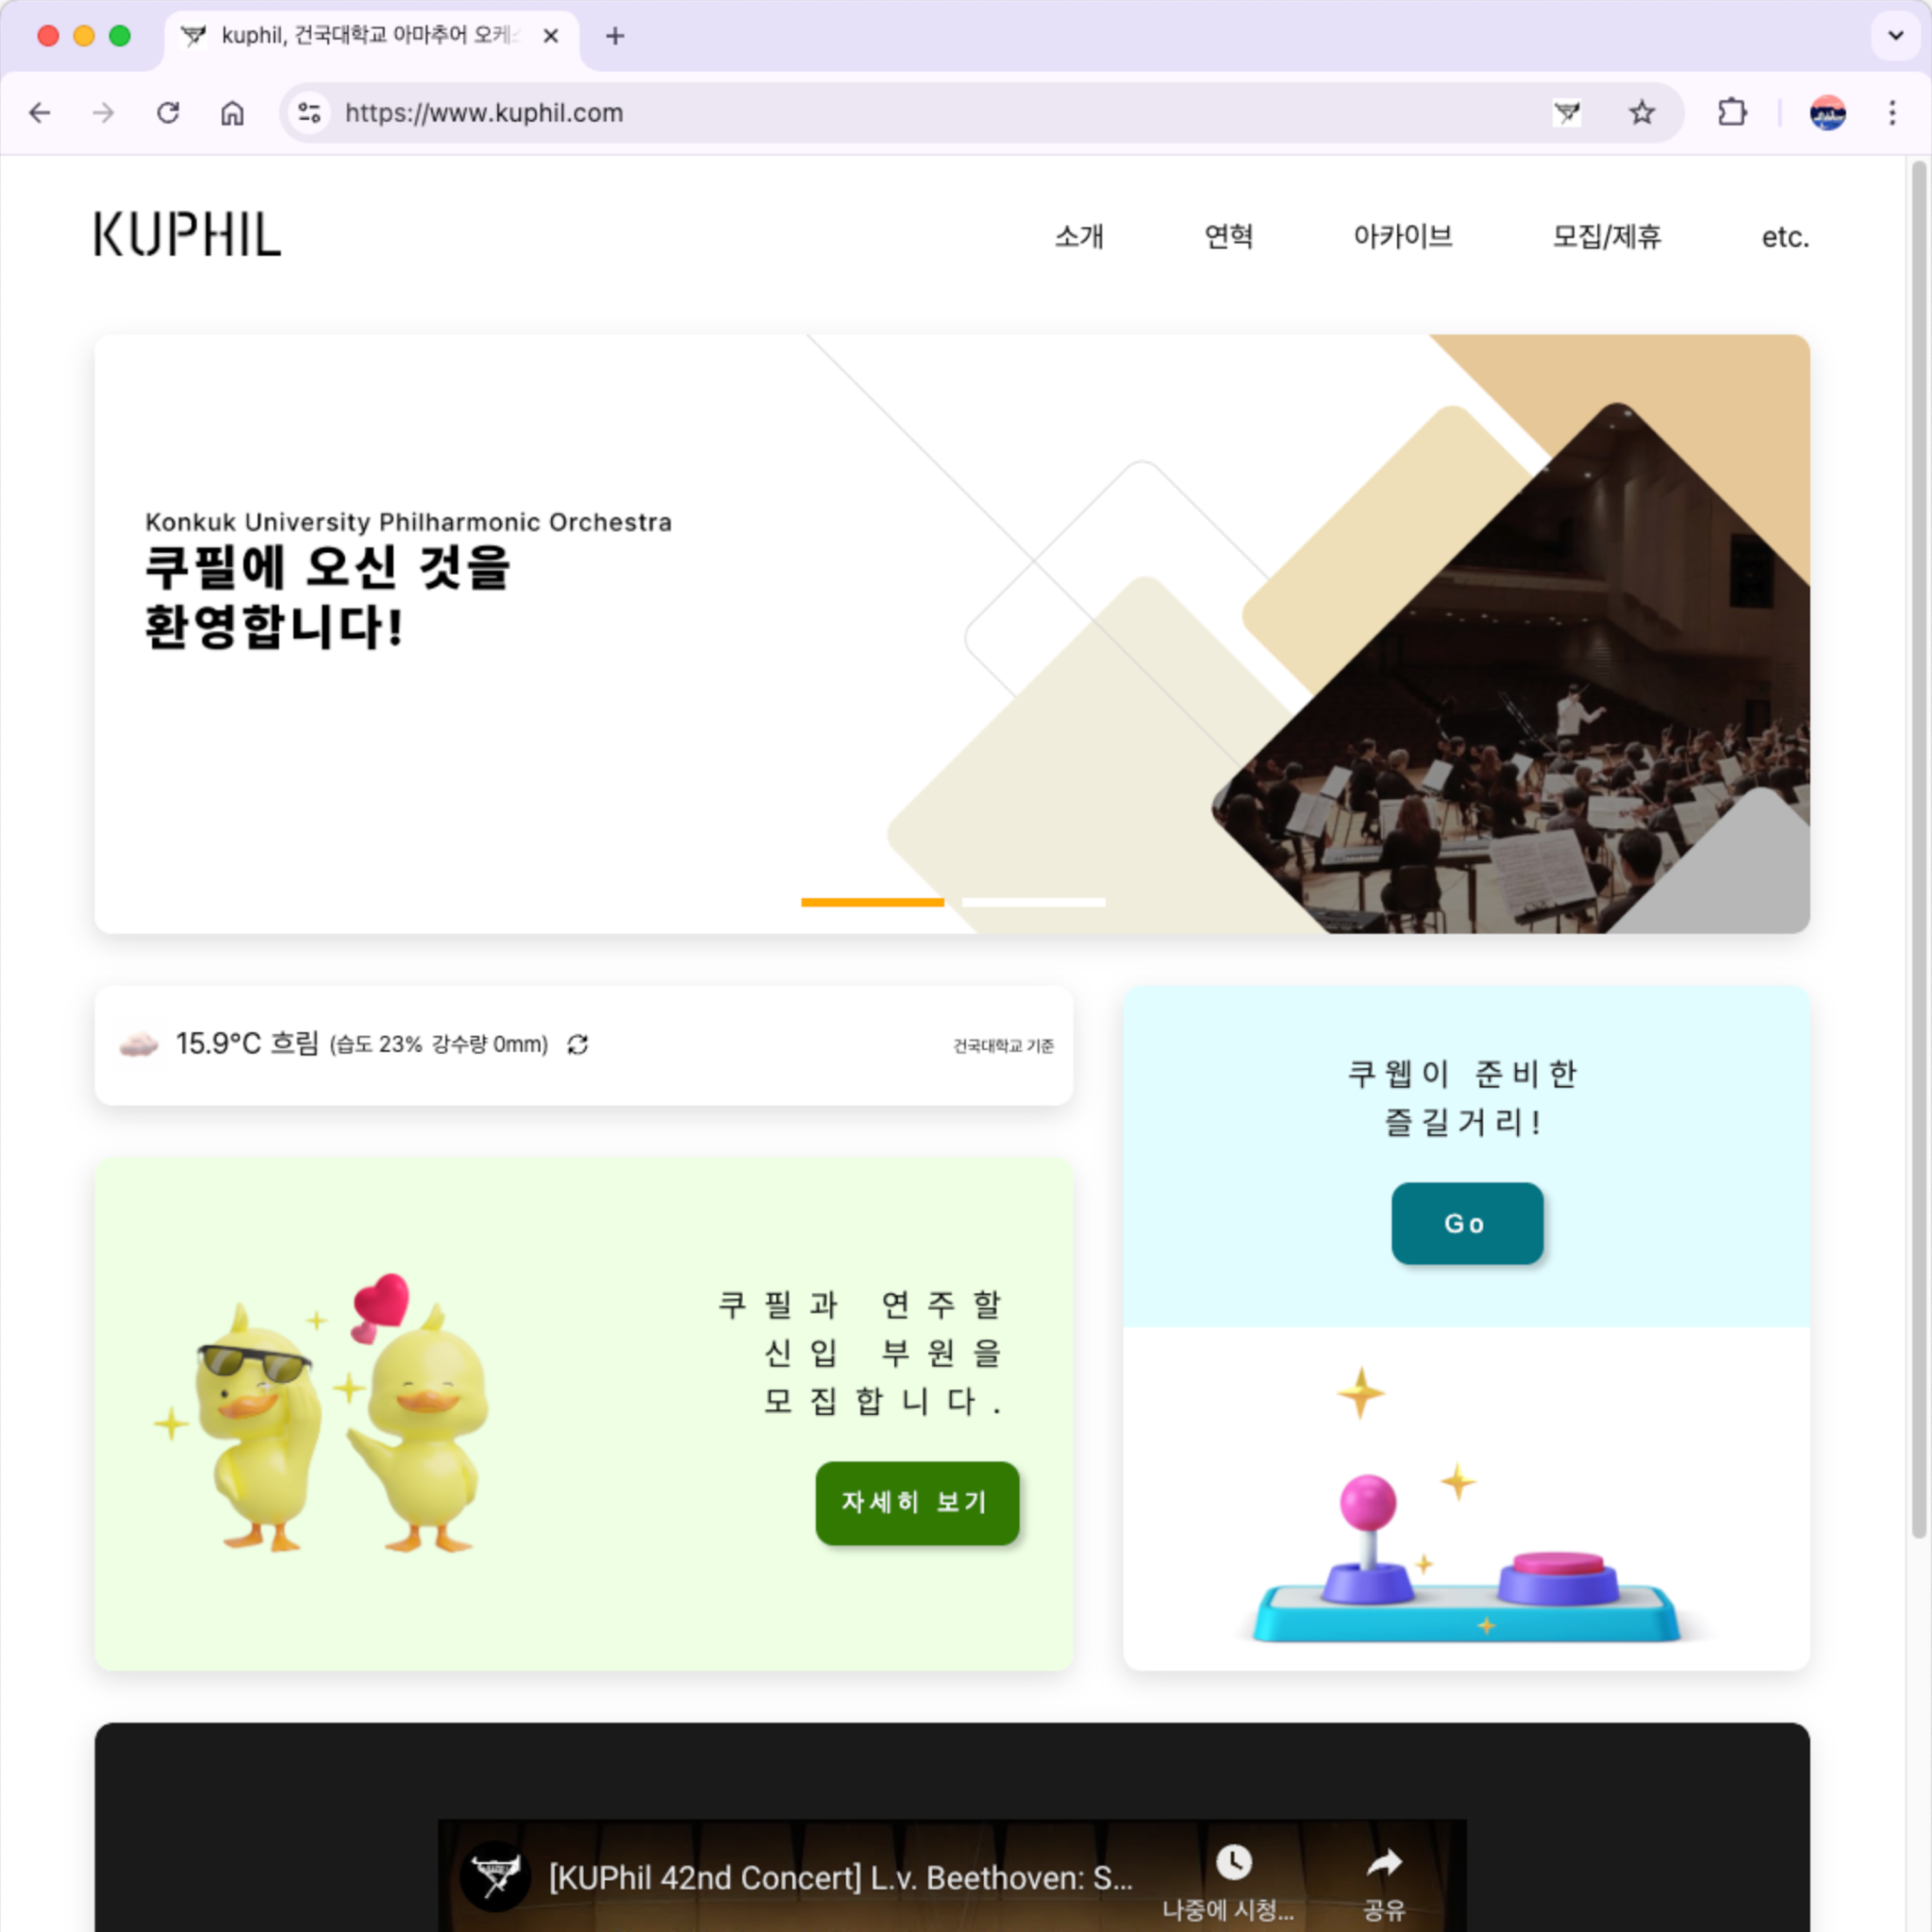 kuphil, 건국대학교 아마추어 오케
https://www.kuphil.com
KUPHIL
소개 연혁 아카이브 모집/제휴 etc.
Konkuk University Philharmonic Orchestra
쿠필에 오신 것을
환영합니다!
15.9°C 흐림 (습도 23% 강수량 0mm)
건국대학교 기준
쿠웹이 준비한
즐길거리!
Go
쿠필과 연주할
신입 부원을
모집합니다.
자세히 보기
[KUPhil 42nd Concert] L.v. Beethoven: S...
나중에 시청...
공유